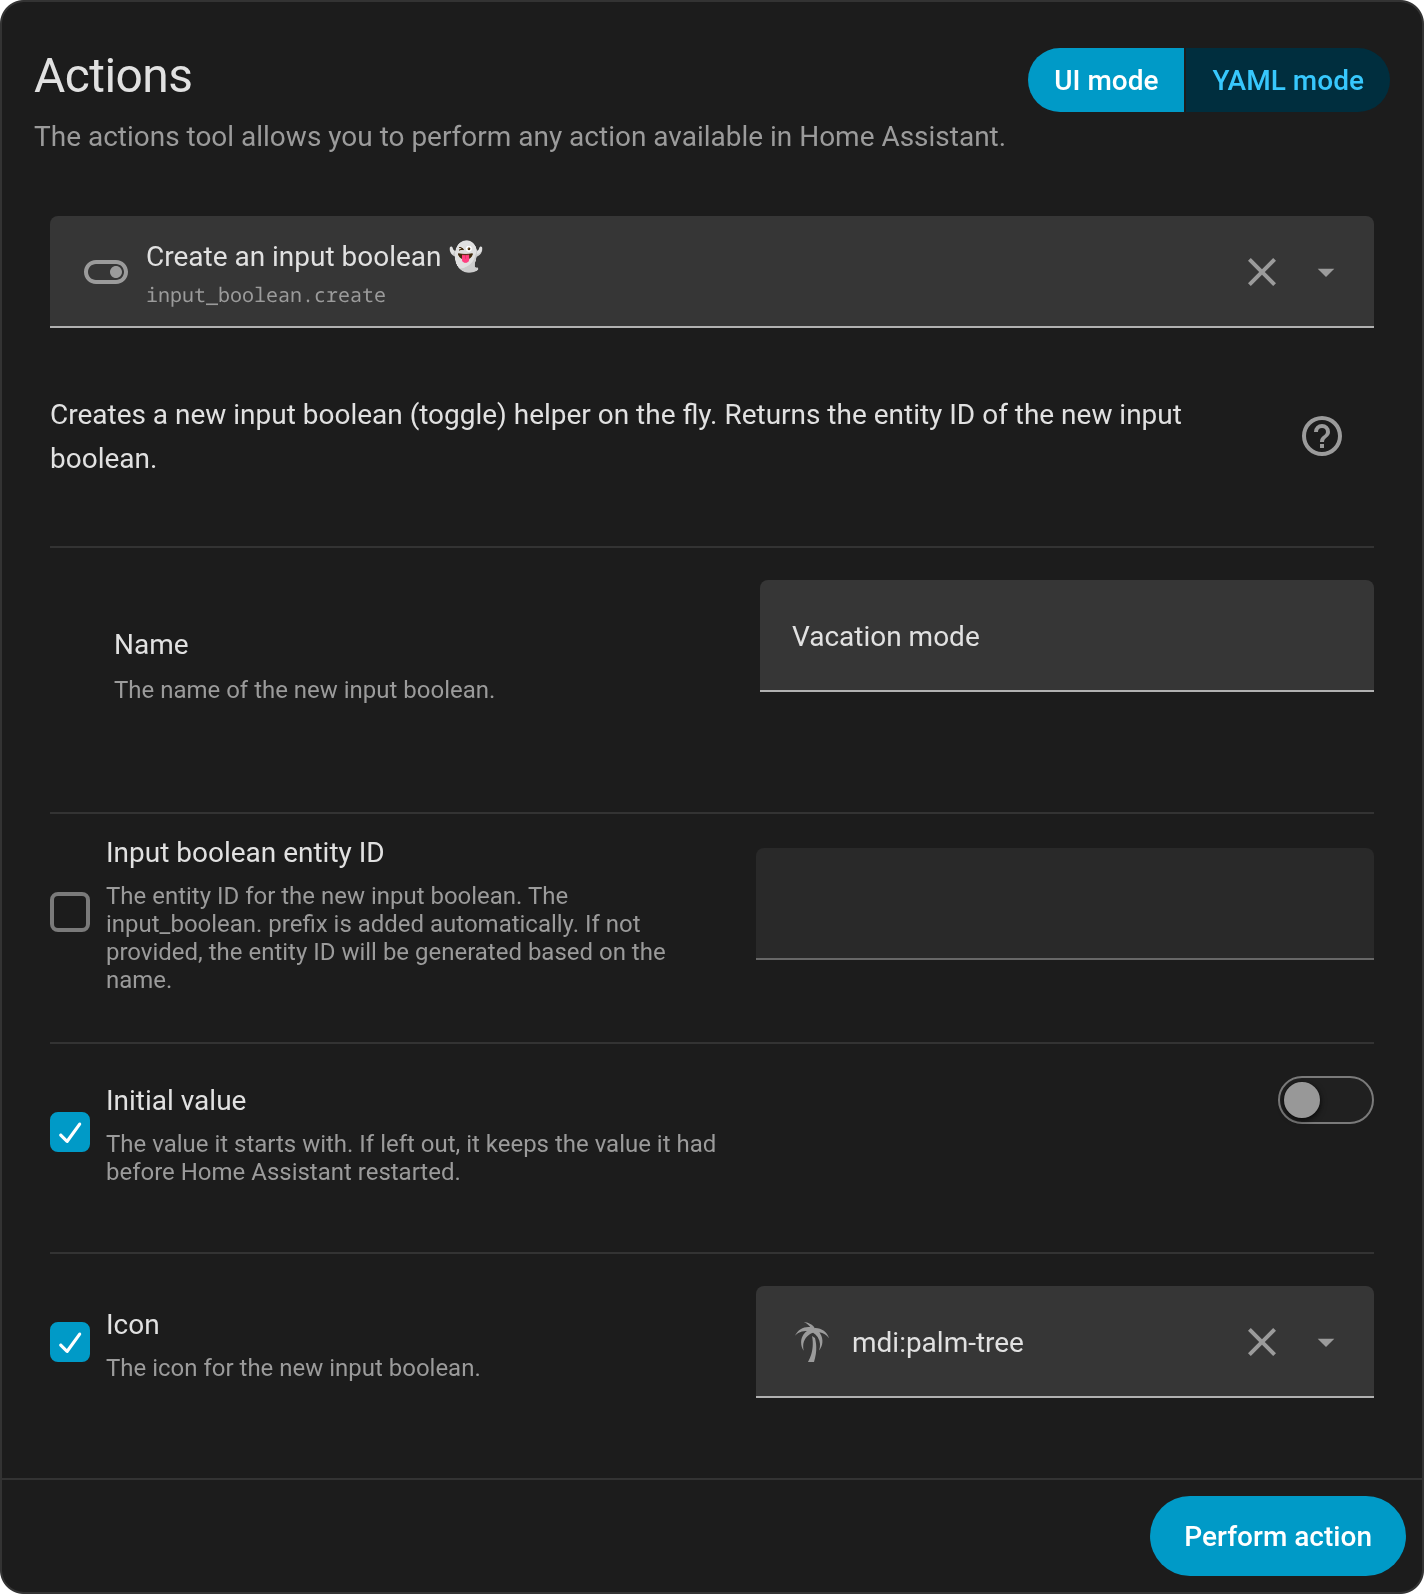 Actions
UI mode
YAML mode
The actions tool allows you to perform any action available in Home Assistant.
Create an input boolean 👻
input_boolean.create
Creates a new input boolean (toggle) helper on the fly. Returns the entity ID of the new input
boolean.
Name
The name of the new input boolean.
Vacation mode
Input boolean entity ID
The entity ID for the new input boolean. The
input_boolean. prefix is added automatically. If not
provided, the entity ID will be generated based on the
name.
Initial value
The value it starts with. If left out, it keeps the value it had
before Home Assistant restarted.
Icon
The icon for the new input boolean.
mdi:palm-tree
Perform action